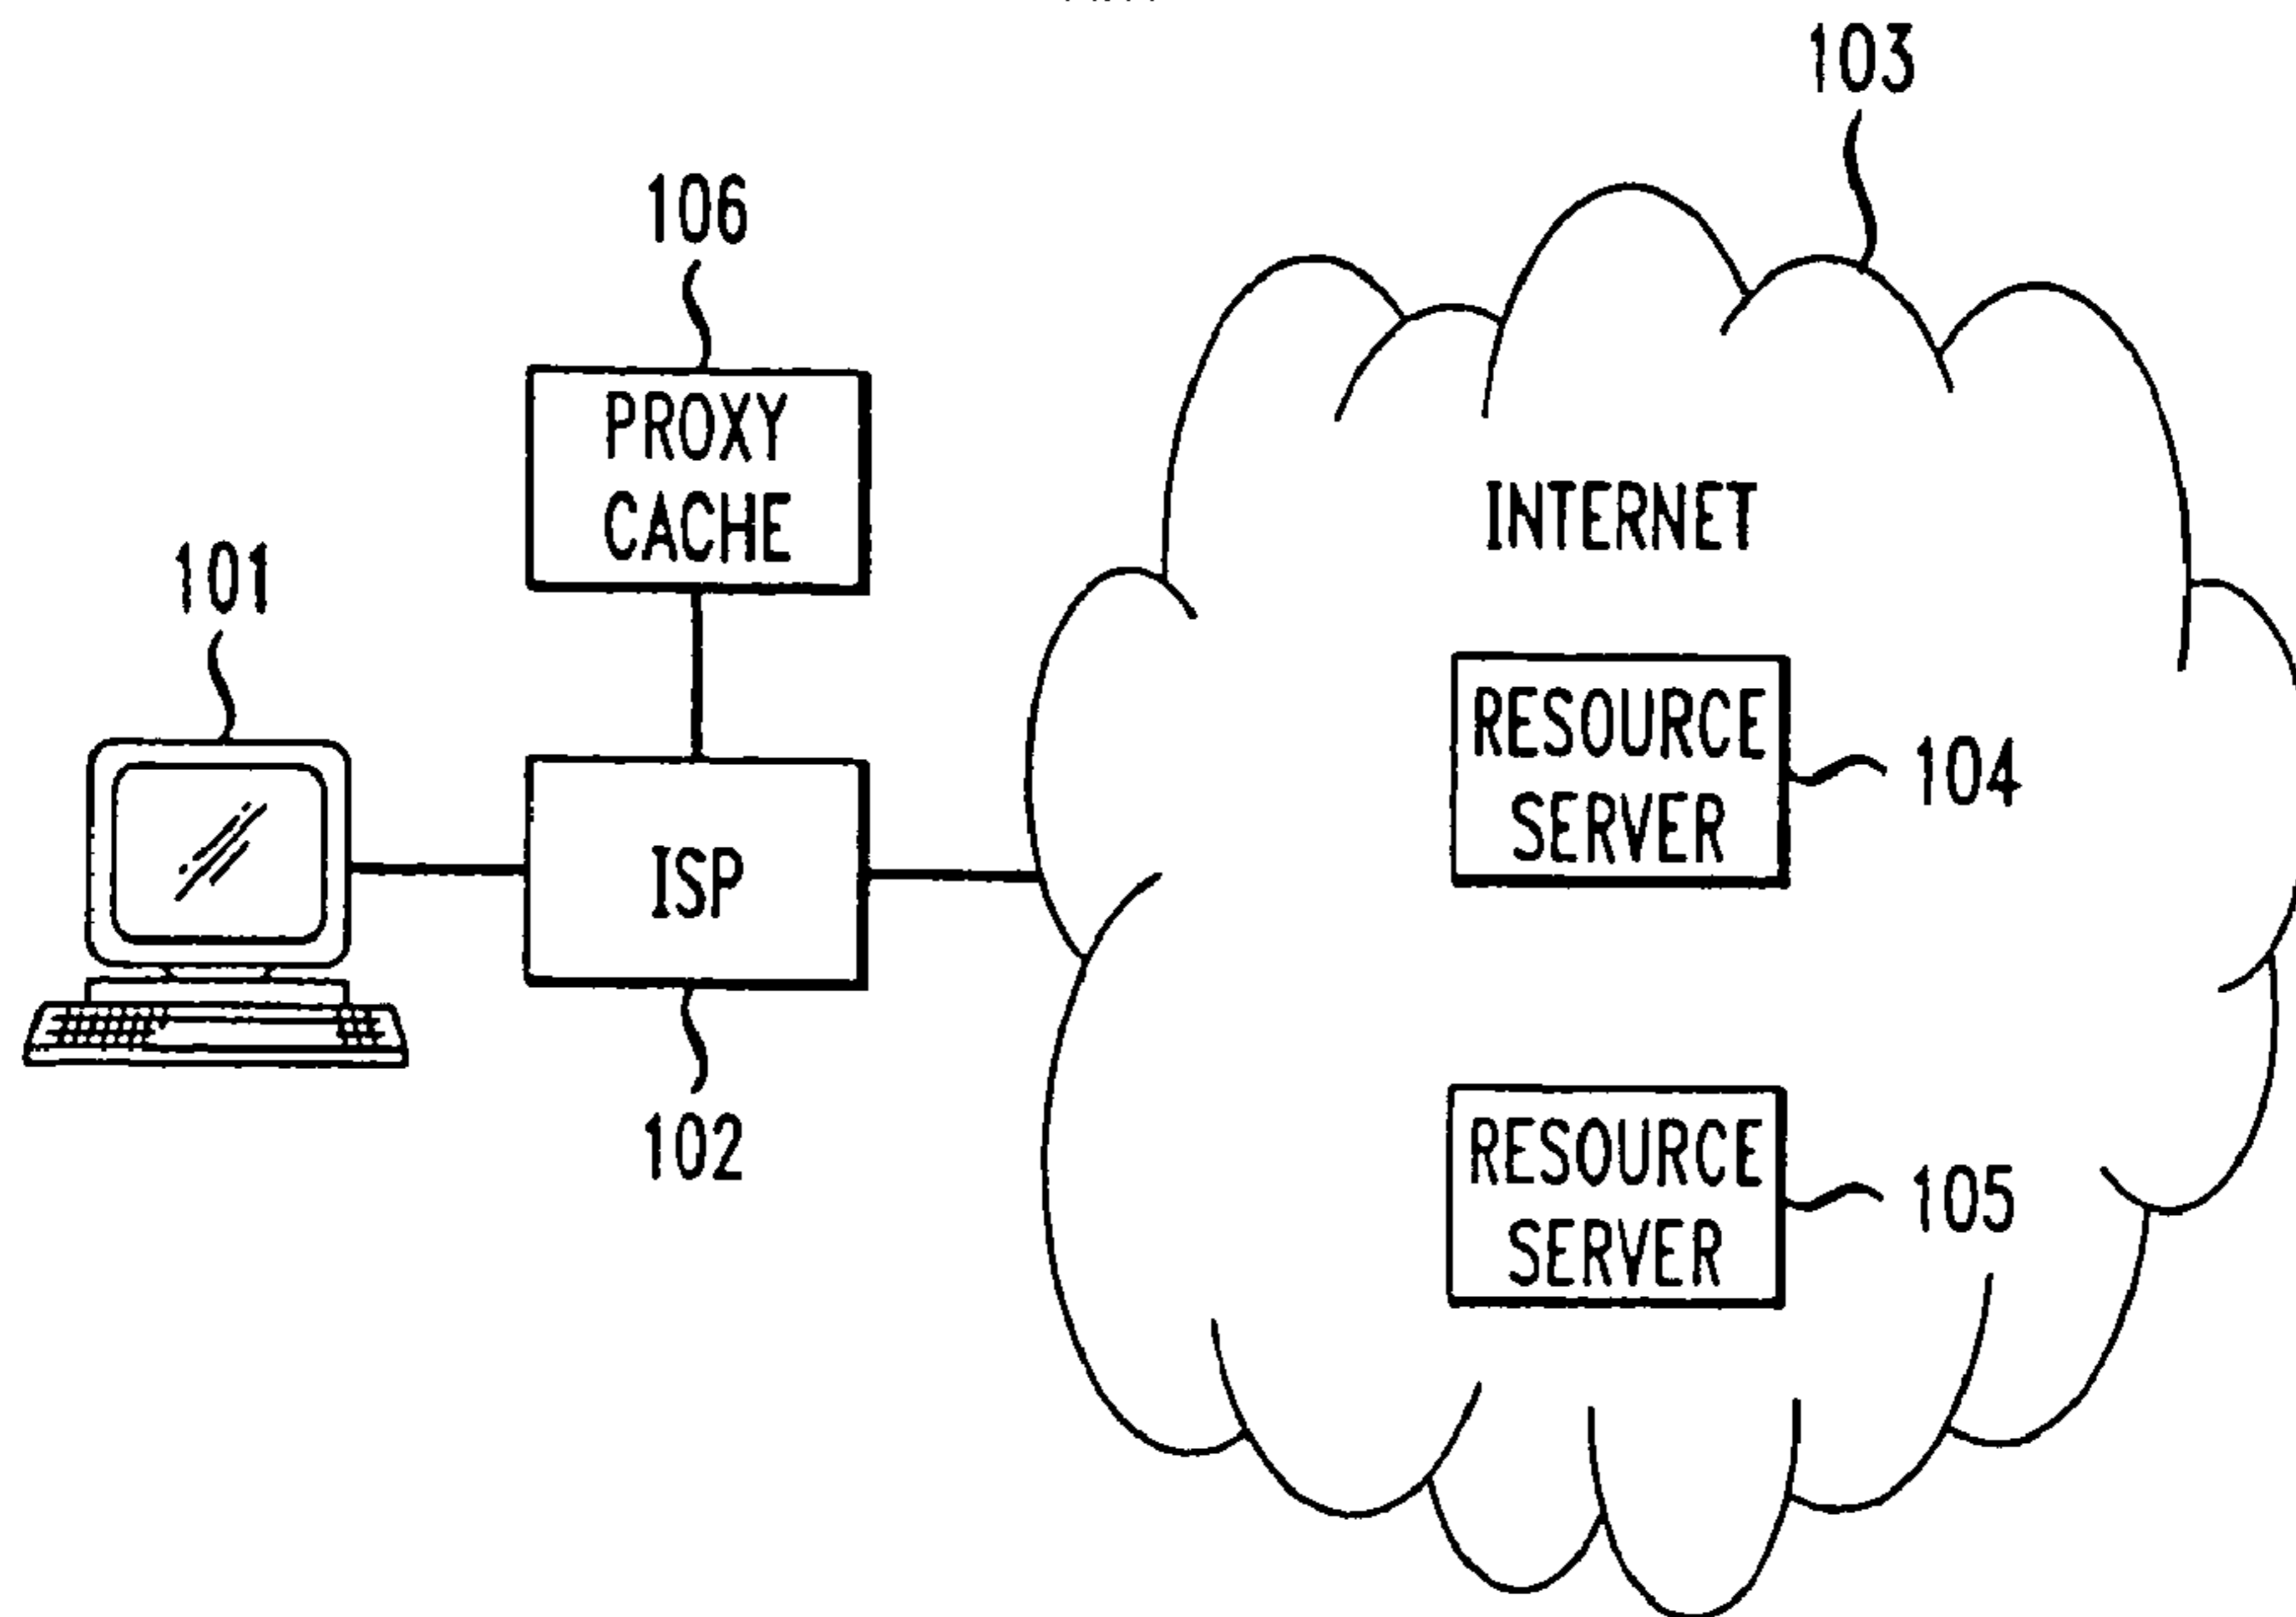 103
106
PROXY
CACHE
INTERNET
101
RESOURCE
SERVER
104
ISP
102
RESOURCE
SERVER
105